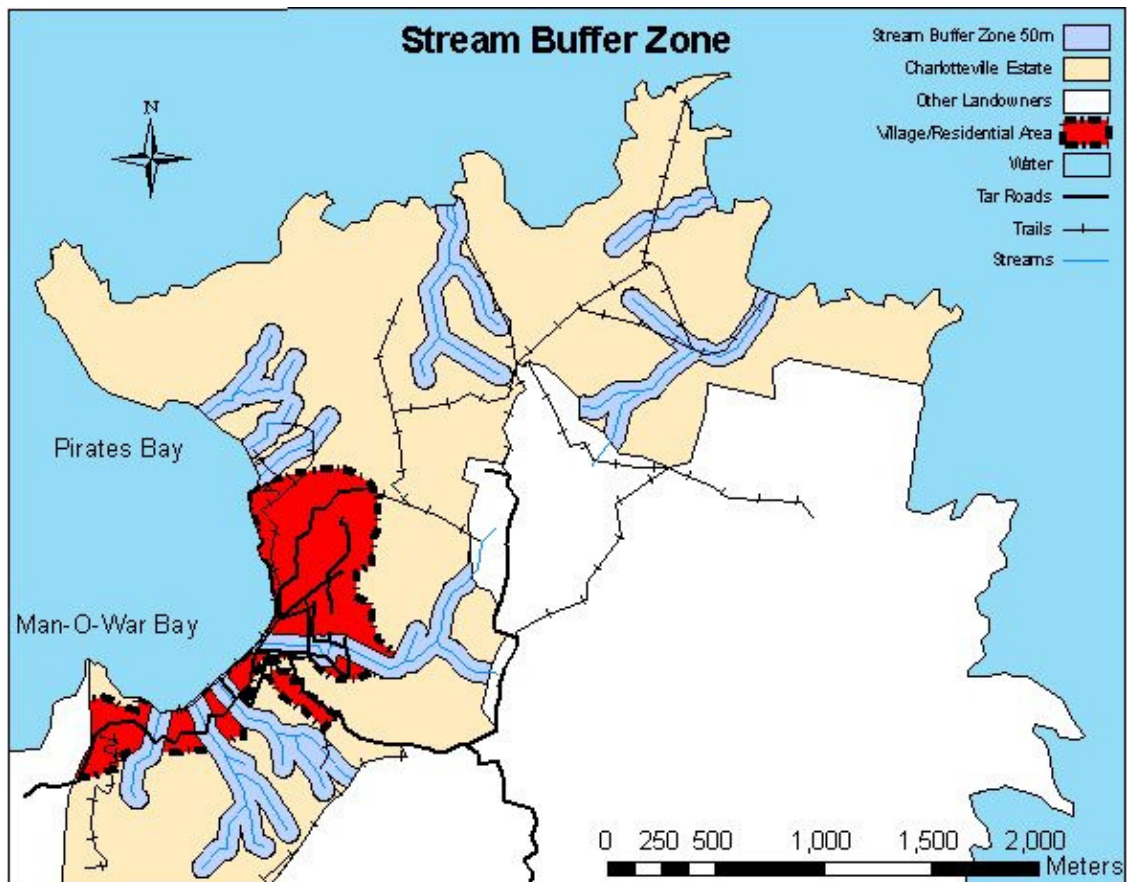 Stream Buffer Zone
Stream Buffer Zone 50m
Charlotteville Estate
Other Landowners
Village/Residential Area
Water
Tar Roads
Trails
Streams
N
Pirates Bay
Man-O-War Bay
0 250 500 1,000 1,500 2,000
Meters